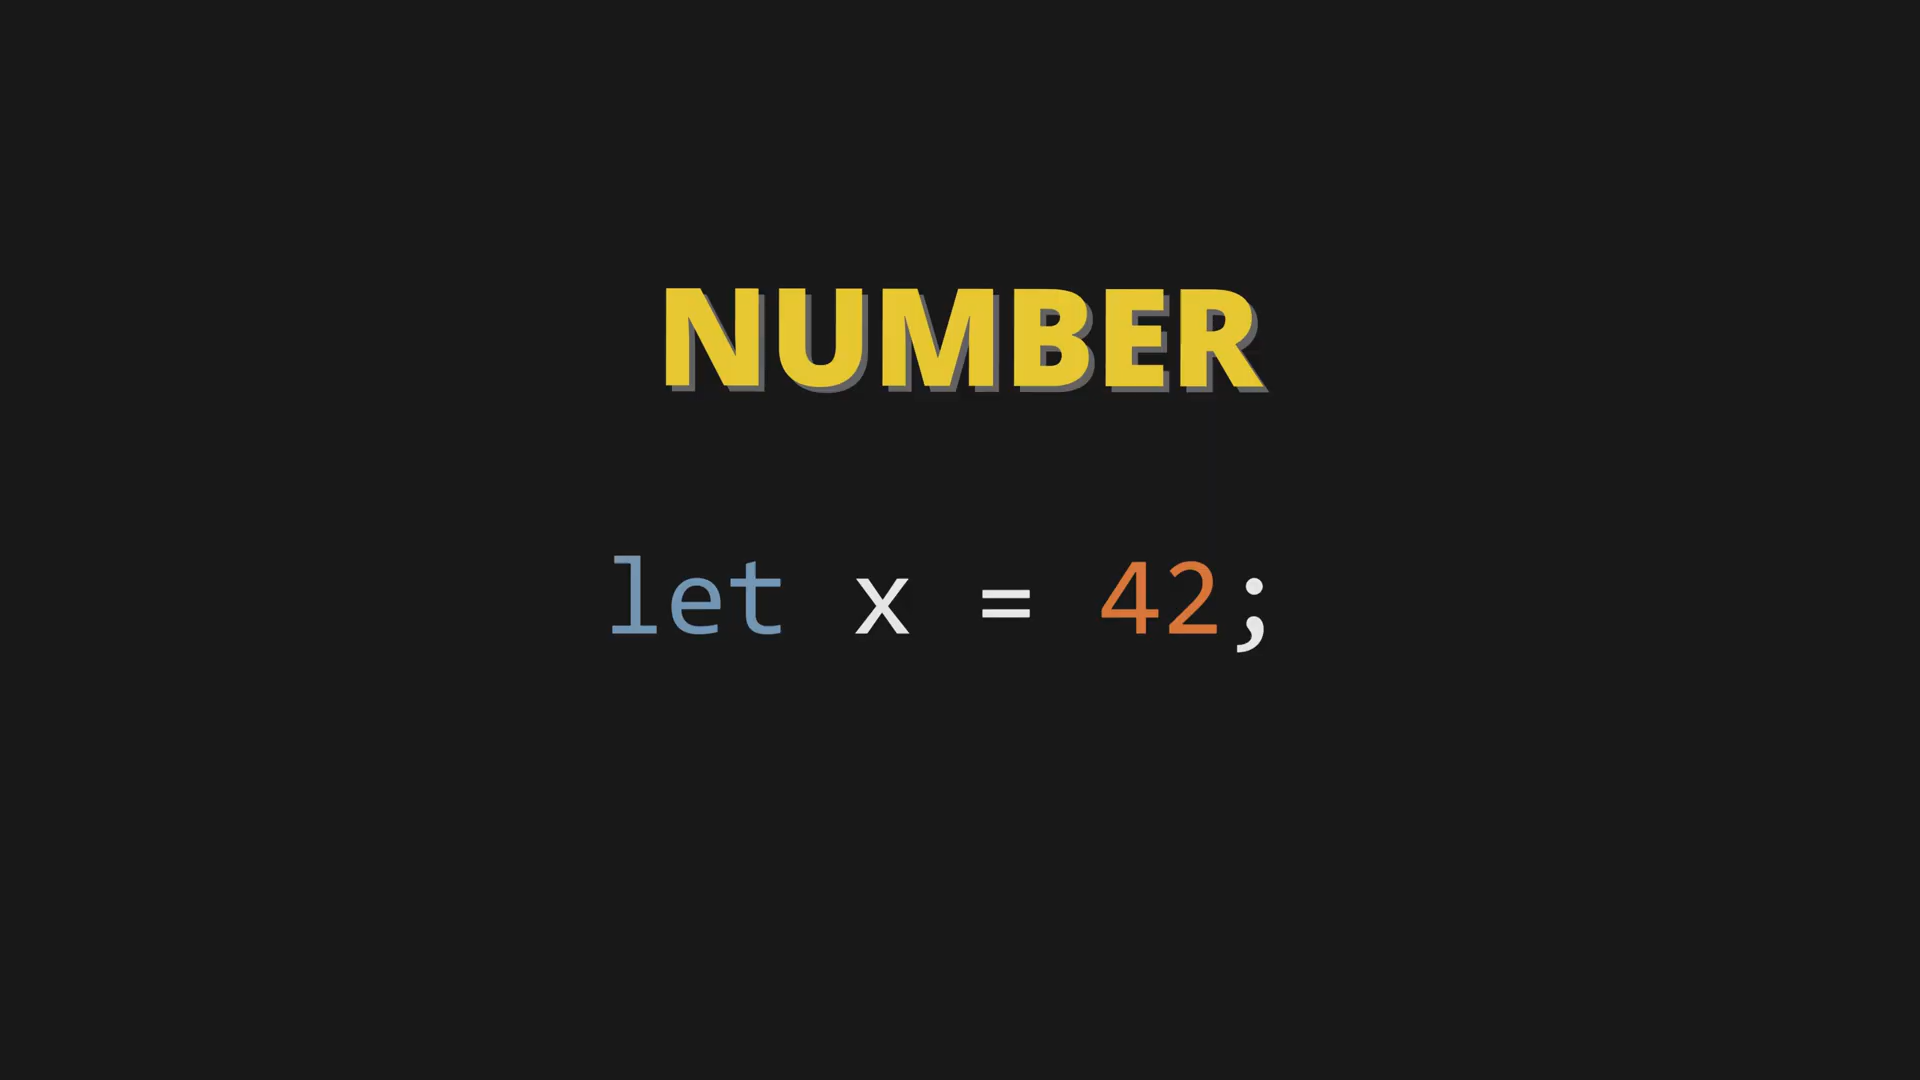 NUMBER
let x = 42;